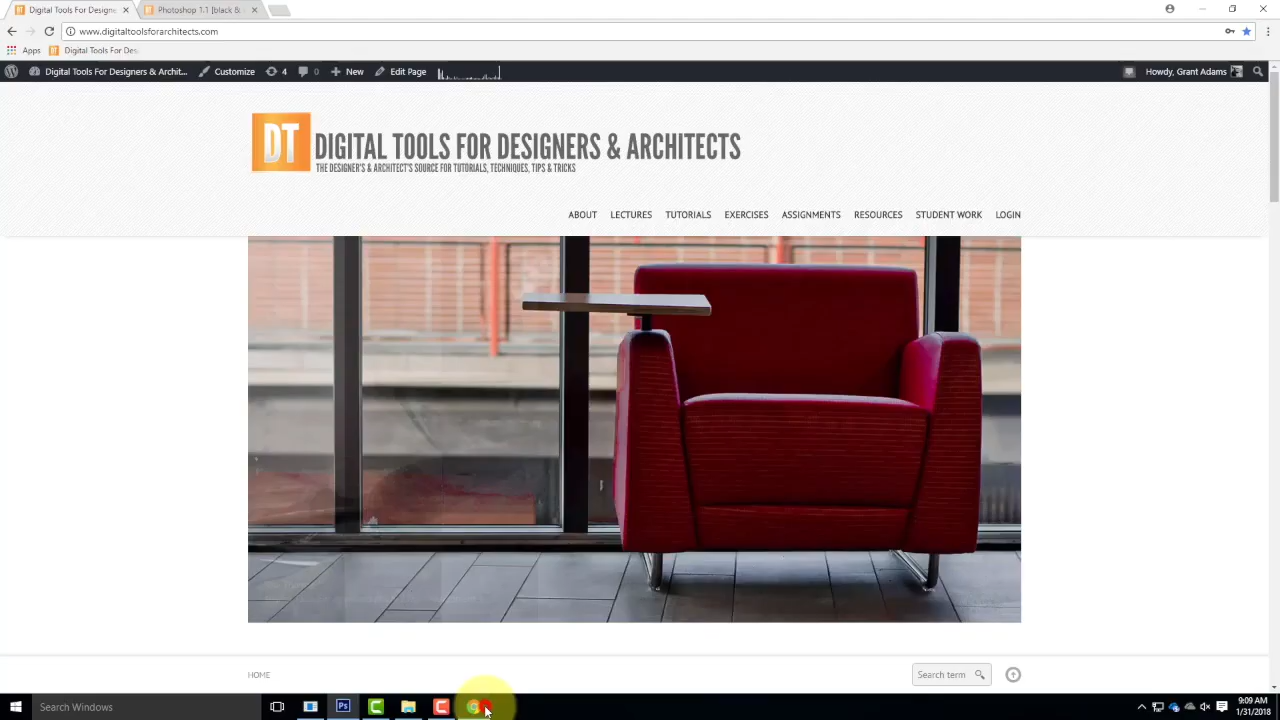 Digital Tools For Designe
Photoshop 1.1 [black &
www.digitaltoolsforarchitects.com
Apps
Digital Tools For Des
Digital Tools For Designers & Archit...
Customize
4
0
New
Edit Page
Howdy, Grant Adams
DT
DIGITAL TOOLS FOR DESIGNERS & ARCHITECTS
THE DESIGNER'S & ARCHITECT'S SOURCE FOR TUTORIALS, TECHNIQUES, TIPS & TRICKS
ABOUT LECTURES TUTORIALS EXERCISES ASSIGNMENTS RESOURCES STUDENT WORK LOGIN
HOME
Search term
Search Windows
Ps
9:09 AM
1/31/2018